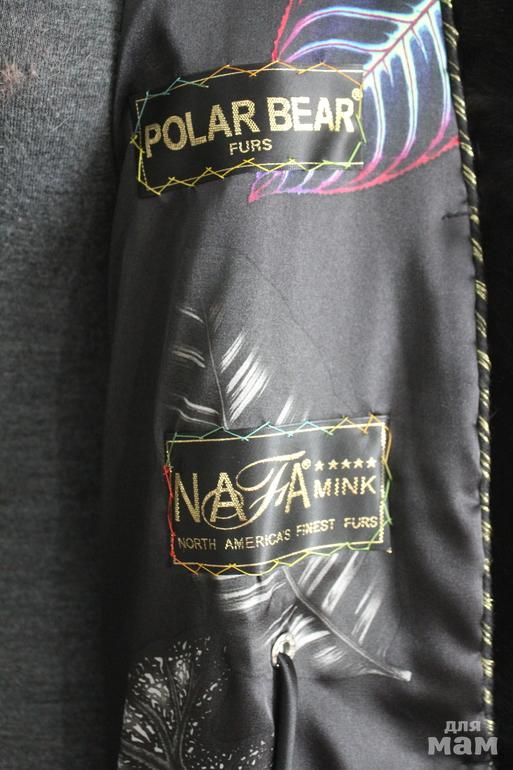 POLAR BEAR®
FURS
NAFA® ★★★★★ MINK
NORTH AMERICA'S FINEST FURS
для
мам